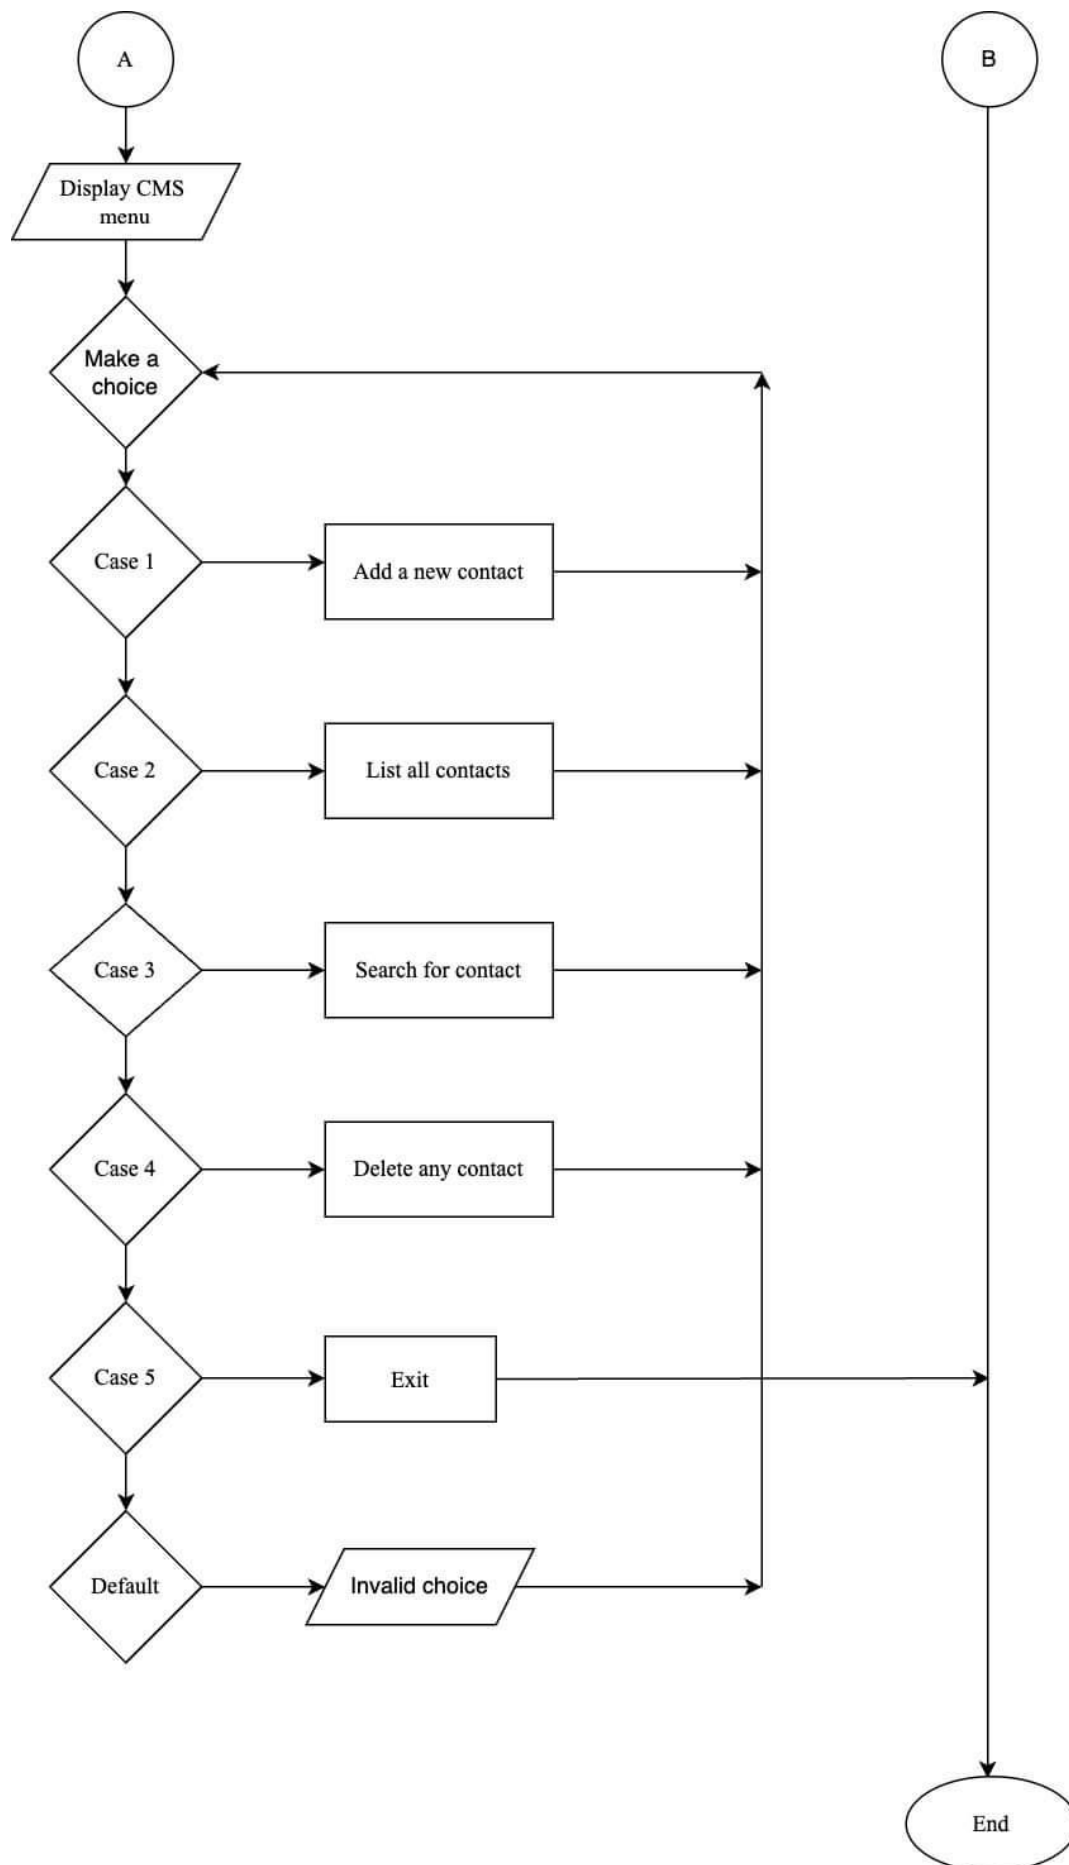 A
B
Display CMS
menu
Make a
choice
Case 1
Add a new contact
Case 2
List all contacts
Case 3
Search for contact
Case 4
Delete any contact
Case 5
Exit
Default
Invalid choice
End